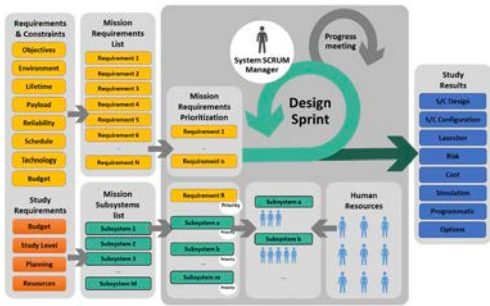 Requirements
& Constraints
Objectives
Environment
Lifetime
Payload
Reliability
Schedule
Technology
Budget
Study
Requirements
Budget
Study Level
Planning
Resources
Mission
Requirements
List
Requirement 1
Requirement 2
Requirement 3
Requirement 4
Requirement 5
Requirement 6
...
Requirement N
Mission
Subsystems
list
Subsystem 1
Subsystem 2
Subsystem 3
...
Subsystem M
Mission
Requirements
Prioritization
Requirement 1
...
Requirement n
Requirement R
Priority
Subsystem a
Priority
Subsystem b
Priority
...
Subsystem m
Priority
System SCRUM
Manager
Progress
meeting
Design
Sprint
Subsystem a
Subsystem b
...
Human
Resources
Study
Results
S/C Design
S/C Configuration
Launcher
Risk
Cost
Simulation
Programmatic
Options